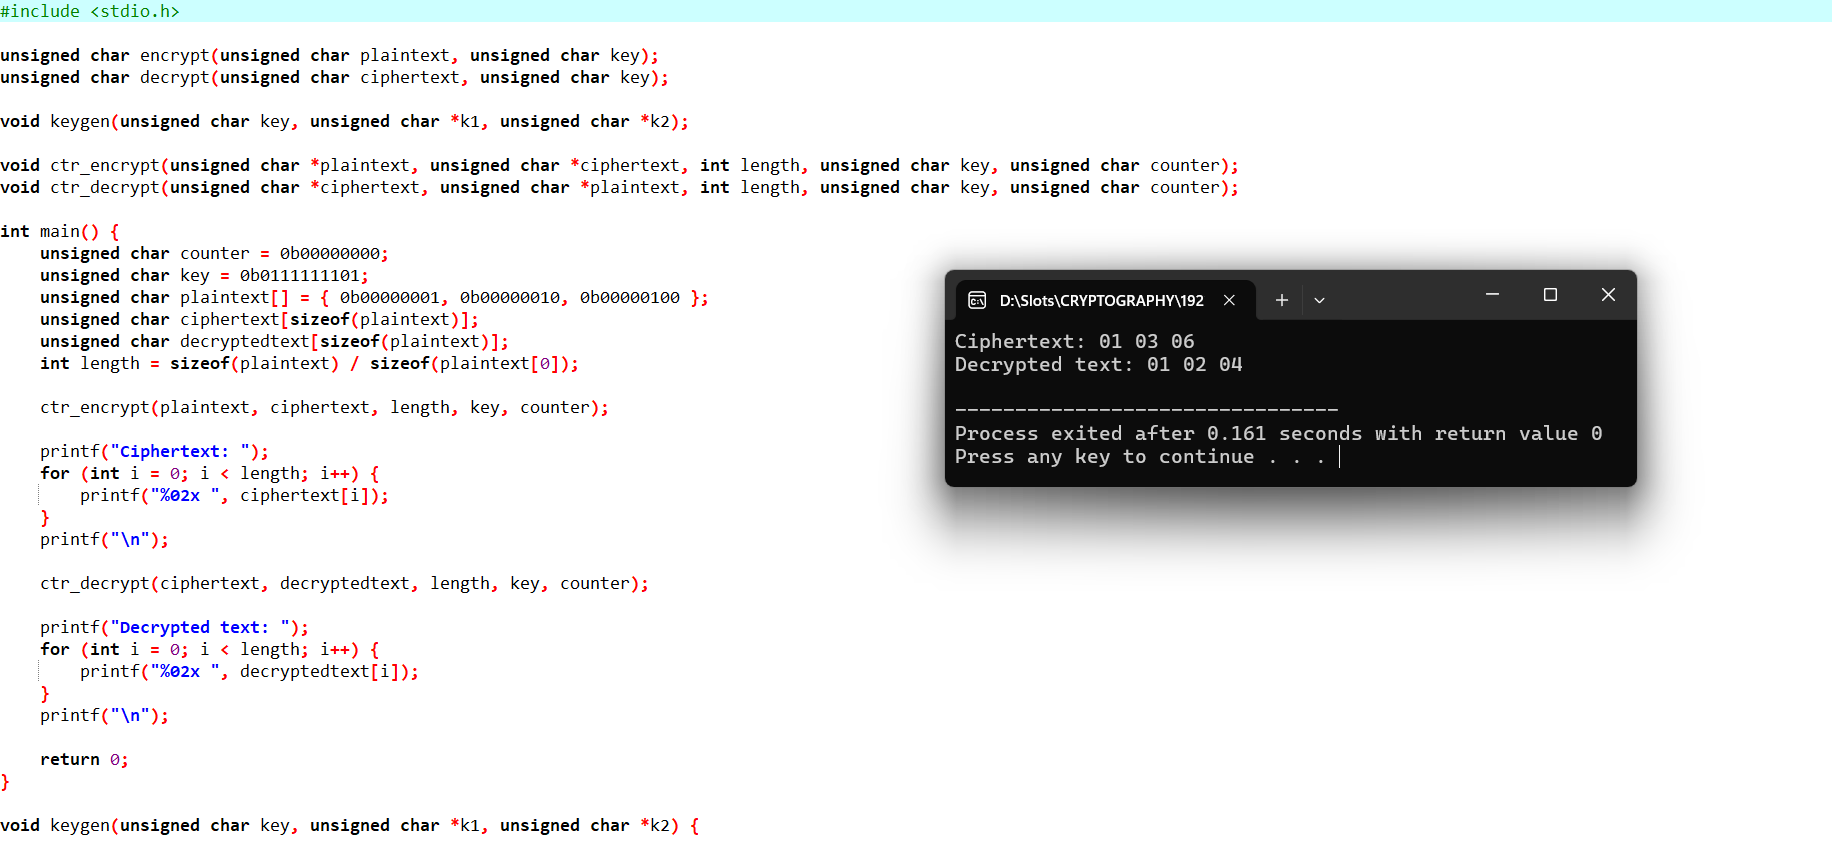 #include <stdio.h>

unsigned char encrypt(unsigned char plaintext, unsigned char key);
unsigned char decrypt(unsigned char ciphertext, unsigned char key);

void keygen(unsigned char key, unsigned char *k1, unsigned char *k2);

void ctr_encrypt(unsigned char *plaintext, unsigned char *ciphertext, int length, unsigned char key, unsigned char counter);
void ctr_decrypt(unsigned char *ciphertext, unsigned char *plaintext, int length, unsigned char key, unsigned char counter);

int main() {
    unsigned char counter = 0b00000000;
    unsigned char key = 0b0111111101;
    unsigned char plaintext[] = { 0b00000001, 0b00000010, 0b00000100 };
    unsigned char ciphertext[sizeof(plaintext)];
    unsigned char decryptedtext[sizeof(plaintext)];
    int length = sizeof(plaintext) / sizeof(plaintext[0]);

    ctr_encrypt(plaintext, ciphertext, length, key, counter);

    printf("Ciphertext: ");
    for (int i = 0; i < length; i++) {
        printf("%02x ", ciphertext[i]);
    }
    printf("\n");

    ctr_decrypt(ciphertext, decryptedtext, length, key, counter);

    printf("Decrypted text: ");
    for (int i = 0; i < length; i++) {
        printf("%02x ", decryptedtext[i]);
    }
    printf("\n");

    return 0;
}

void keygen(unsigned char key, unsigned char *k1, unsigned char *k2) {

D:\Slots\CRYPTOGRAPHY\192
Ciphertext: 01 03 06
Decrypted text: 01 02 04

--------------------------------
Process exited after 0.161 seconds with return value 0
Press any key to continue . . .